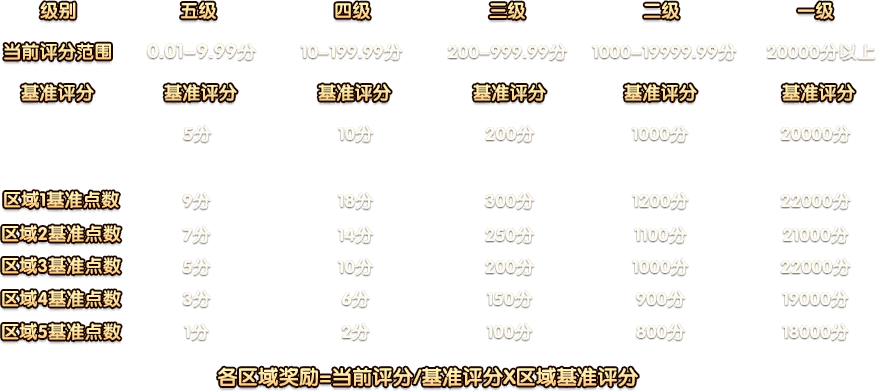 级别 五级 四级 三级 二级 一级
当前评分范围 0.01–9.99分 10–199.99分 200–999.99分 1000–19999.99分 20000分以上
基准评分 基准评分 基准评分 基准评分 基准评分 基准评分
5分 10分 200分 1000分 20000分
区域1基准点数 9分 18分 300分 1200分 22000分
区域2基准点数 7分 14分 250分 1100分 21000分
区域3基准点数 5分 10分 200分 1000分 22000分
区域4基准点数 3分 6分 150分 900分 19000分
区域5基准点数 1分 2分 100分 800分 18000分
各区域奖励=当前评分/基准评分X区域基准评分